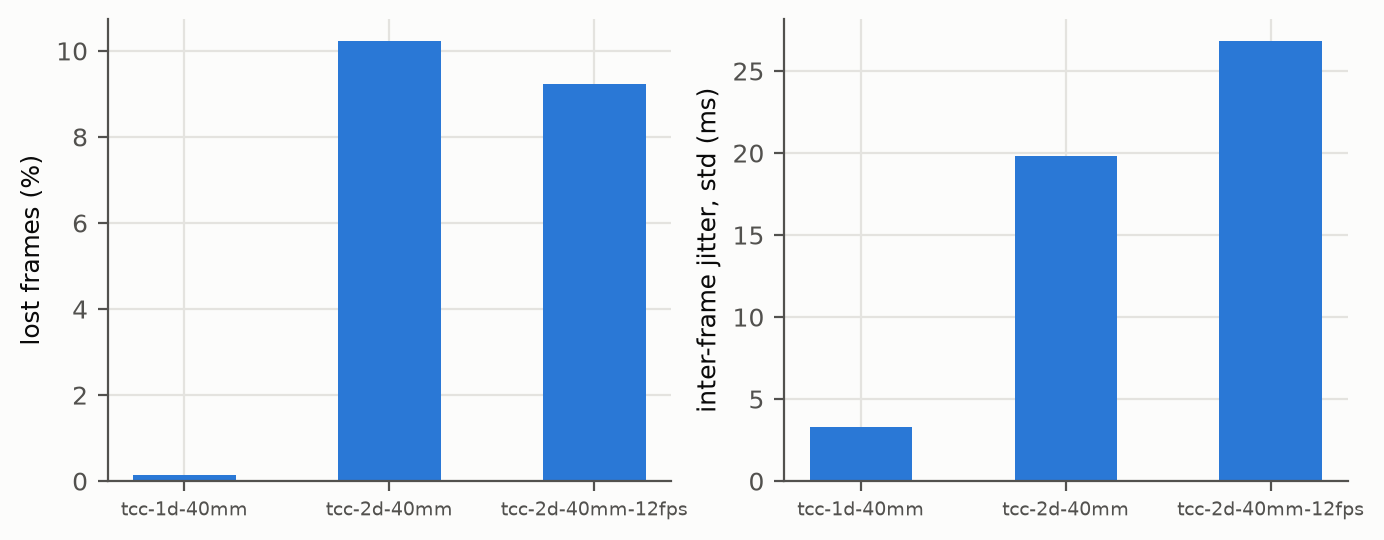 lost frames (%)
10
8
6
4
2
0
tcc-1d-40mm
tcc-2d-40mm
tcc-2d-40mm-12fps
inter-frame jitter, std (ms)
25
20
15
10
5
0
tcc-1d-40mm
tcc-2d-40mm
tcc-2d-40mm-12fps